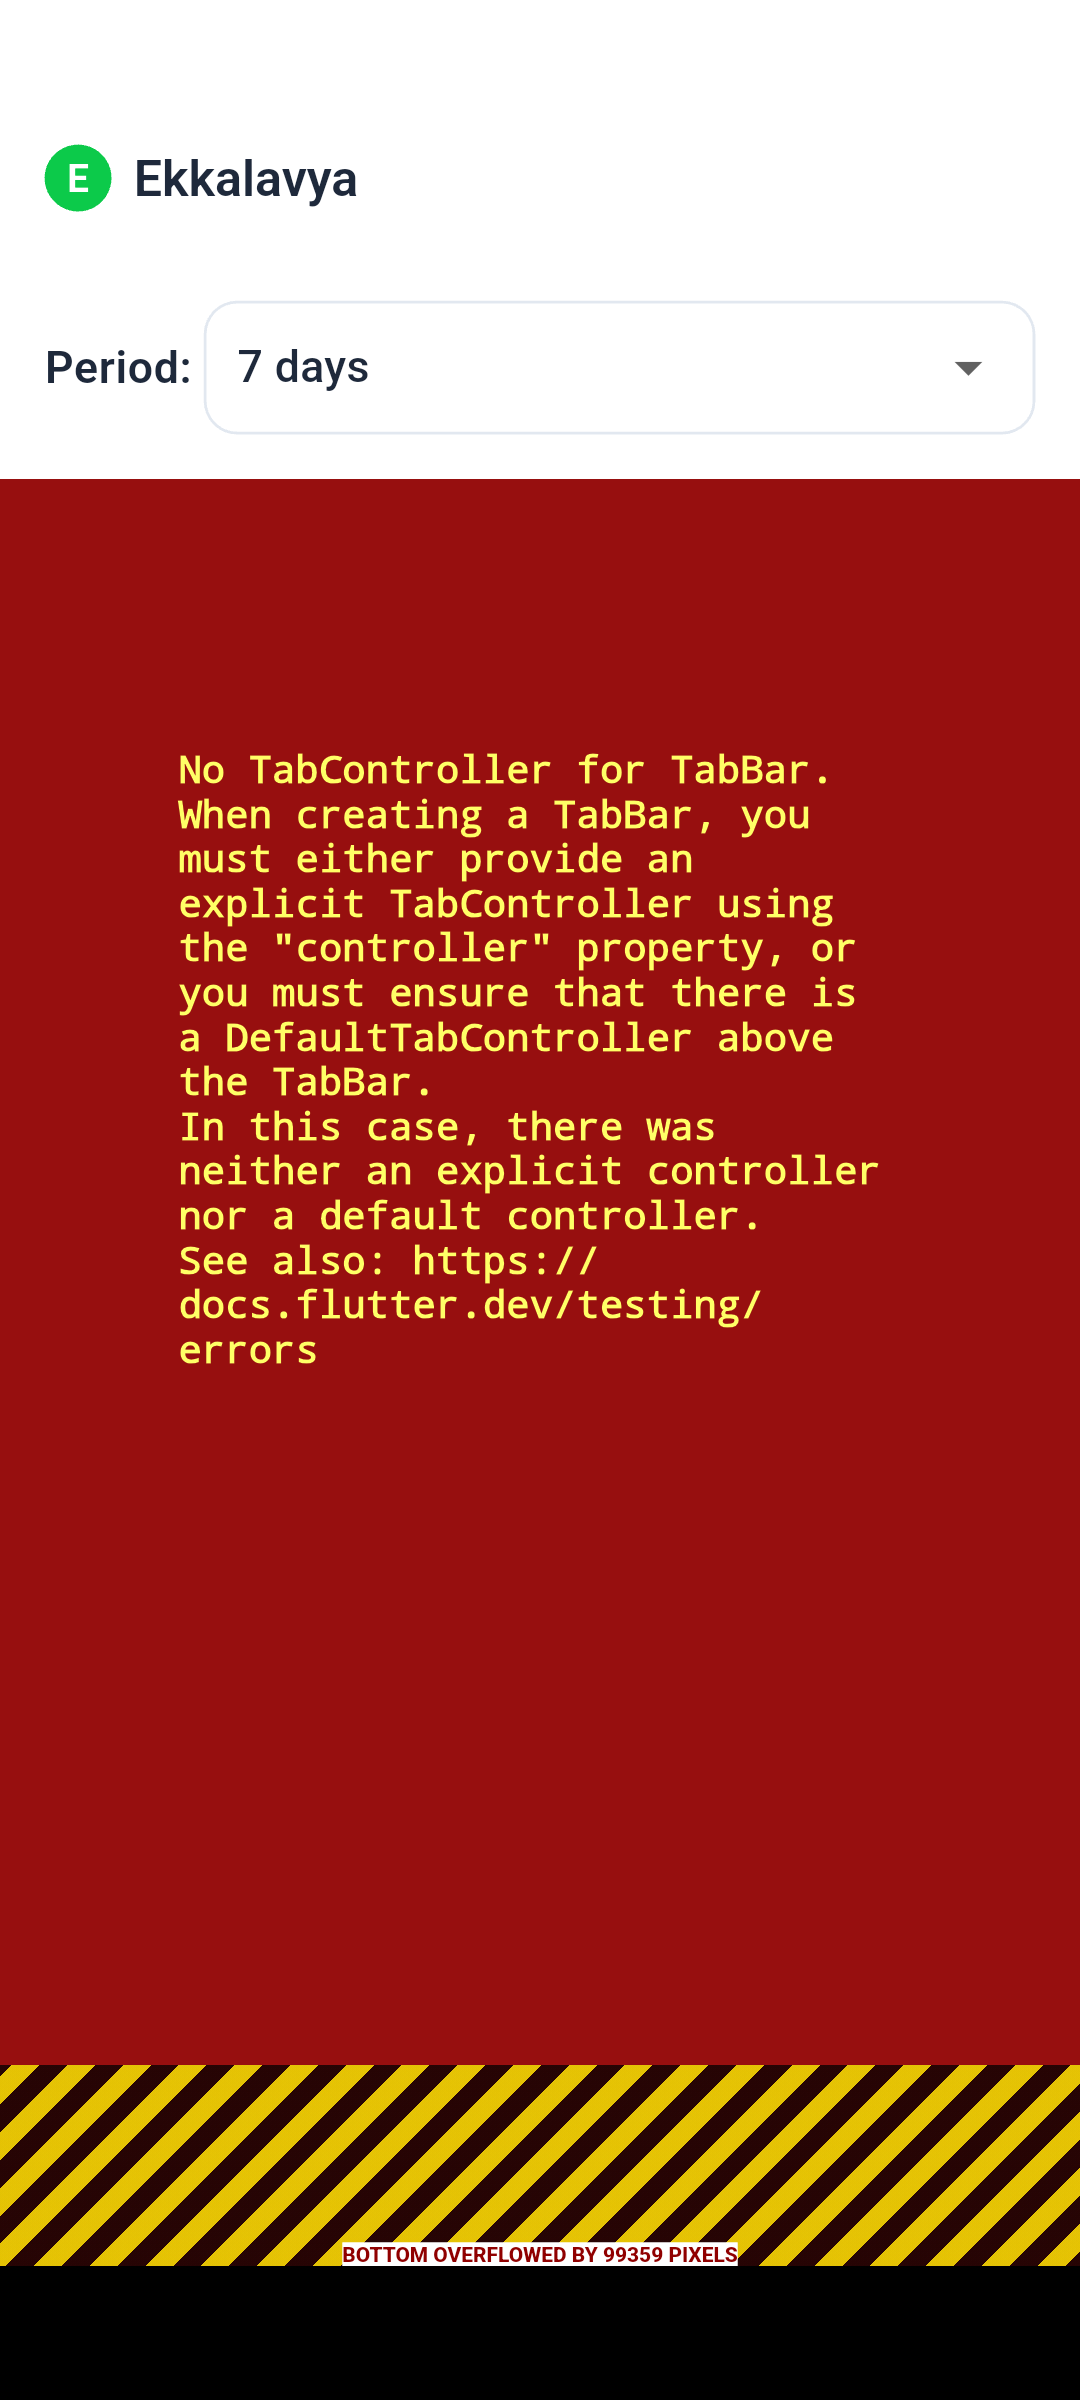 E Ekkalavya
Period: 7 days
No TabController for TabBar.
When creating a TabBar, you
must either provide an
explicit TabController using
the "controller" property, or
you must ensure that there is
a DefaultTabController above
the TabBar.
In this case, there was
neither an explicit controller
nor a default controller.
See also: https://
docs.flutter.dev/testing/
errors
BOTTOM OVERFLOWED BY 99359 PIXELS